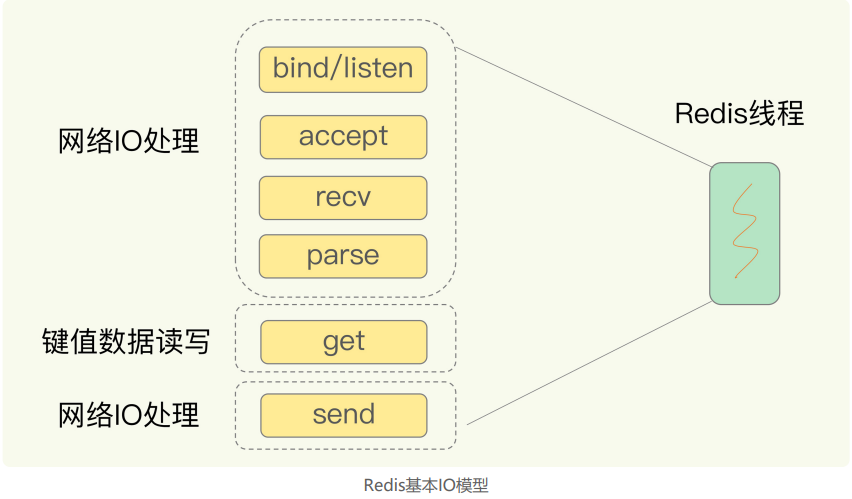 bind/listen
Redis线程
网络IO处理
accept
recv
parse
键值数据读写
get
网络IO处理
send
Redis基本IO模型